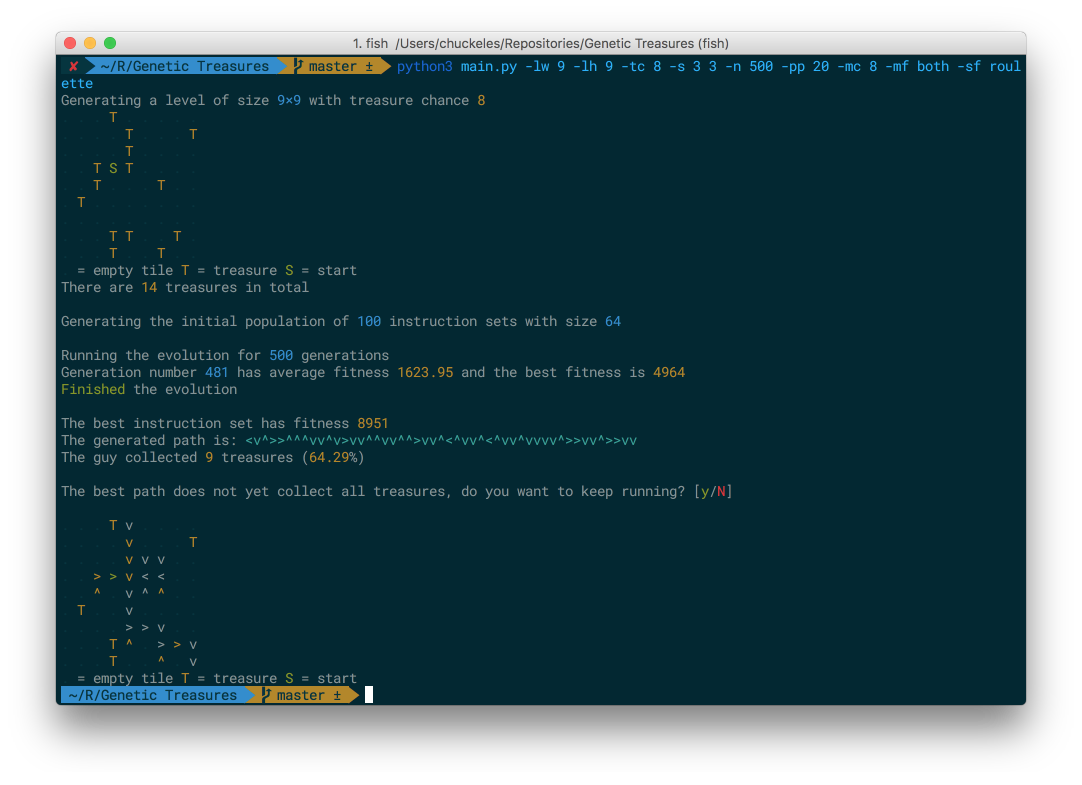 1. fish /Users/chuckeles/Repositories/Genetic Treasures (fish)
✘ ~/R/Genetic Treasures master ± python3 main.py -lw 9 -lh 9 -tc 8 -s 3 3 -n 500 -pp 20 -mc 8 -mf both -sf roul
ette
Generating a level of size 9×9 with treasure chance 8
. . . T . . . . .
. . . . T . . . T
. . . . T . . . .
. . T S T . . . .
. . T . . . T . .
. T . . . . . . .
. . . . . . . . .
. . . T T . . T .
. . . T . . T . .
. = empty tile T = treasure S = start
There are 14 treasures in total
Generating the initial population of 100 instruction sets with size 64
Running the evolution for 500 generations
Generation number 481 has average fitness 1623.95 and the best fitness is 4964
Finished the evolution
The best instruction set has fitness 8951
The generated path is: <v^>>^^^vv^v>vv^^vv^^>vv^<^vv^<^vv^vvvv^>>vv^>>vv
The guy collected 9 treasures (64.29%)
The best path does not yet collect all treasures, do you want to keep running? [y/N]
. . . T v . . . .
. . . . v . . . T
. . . . v v v . .
. . > > v < < . .
. . ^ . v ^ ^ . .
. T . . v . . . .
. . . . > > v . .
. . . T ^ . > > v
. . . T . . ^ . v
. = empty tile T = treasure S = start
~/R/Genetic Treasures master ±